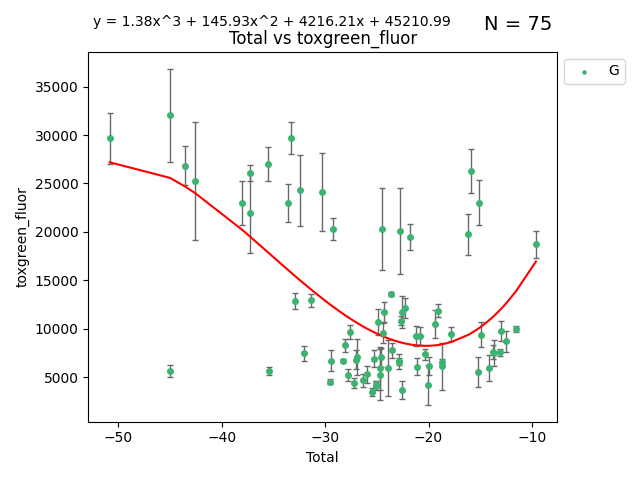 y = 1.38x^3 + 145.93x^2 + 4216.21x + 45210.99
N = 75
Total vs toxgreen_fluor
G
35000
30000
25000
20000
15000
10000
5000
toxgreen_fluor
−50
−40
−30
−20
−10
Total